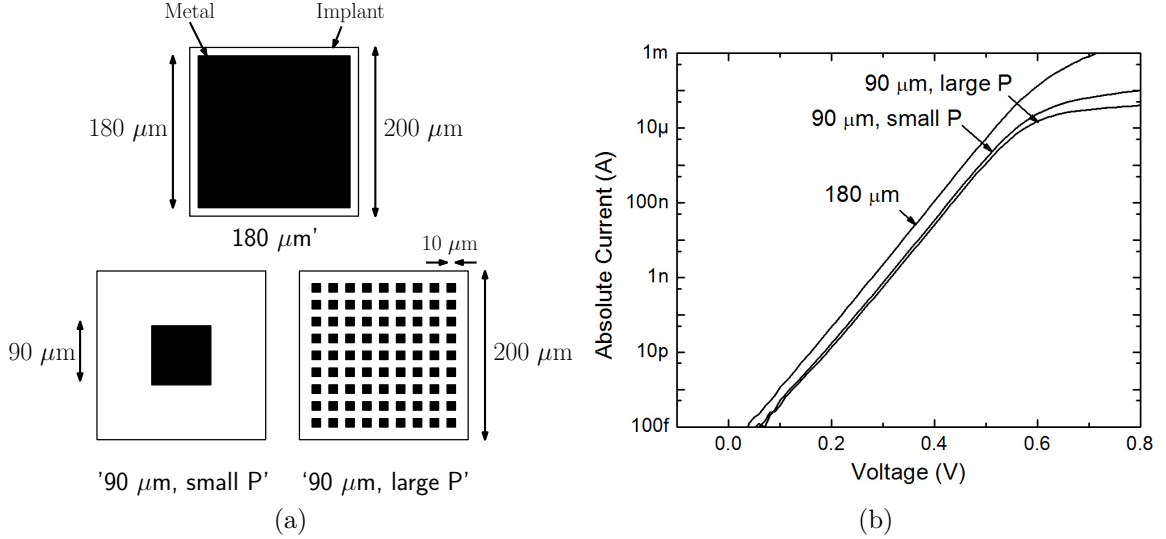 Metal
Implant
180 μm
200 μm
180 μm'
10 μm
90 μm
200 μm
'90 μm, small P'
‘90 μm, large P’
(a)
1m
10μ
100n
1n
10p
100f
0.0
0.2
0.4
0.6
0.8
Absolute Current (A)
Voltage (V)
90 μm, large P
90 μm, small P
180 μm
(b)